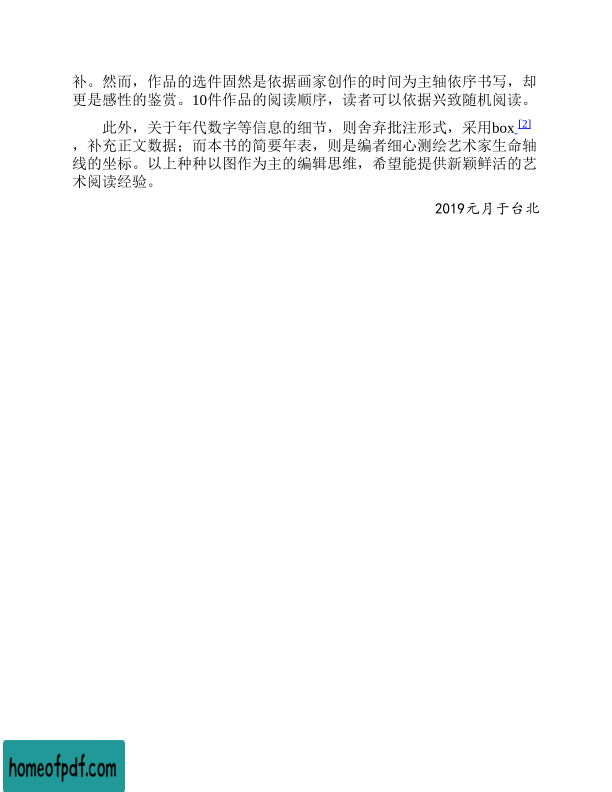 补。然而，作品的选件固然是依据画家创作的时间为主轴依序书写，却
更是感性的鉴赏。10件作品的阅读顺序，读者可以依据兴致随机阅读。
此外，关于年代数字等信息的细节，则舍弃批注形式，采用box [2]
，补充正文数据；而本书的简要年表，则是编者细心测绘艺术家生命轴
线的坐标。以上种种以图作为主的编辑思维，希望能提供新颖鲜活的艺
术阅读经验。
2019元月于台北
homeofpdf.com